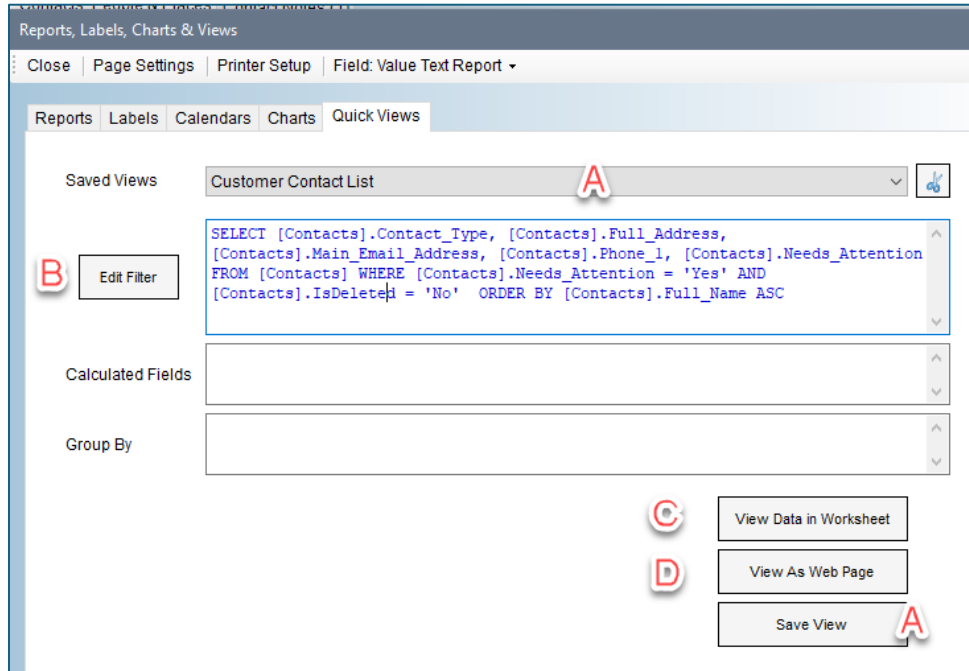 Reports, Labels, Charts & Views
Close Page Settings Printer Setup Field: Value Text Report
Reports Labels Calendars Charts Quick Views
Saved Views Customer Contact List A
SELECT [Contacts].Contact_Type, [Contacts].Full_Address,
[Contacts].Main_Email_Address, [Contacts].Phone_1, [Contacts].Needs_Attention
B Edit Filter FROM [Contacts] WHERE [Contacts].Needs_Attention = 'Yes' AND
[Contacts].IsDeleted = 'No' ORDER BY [Contacts].Full_Name ASC
Calculated Fields
Group By
C View Data in Worksheet
D View As Web Page
Save View A